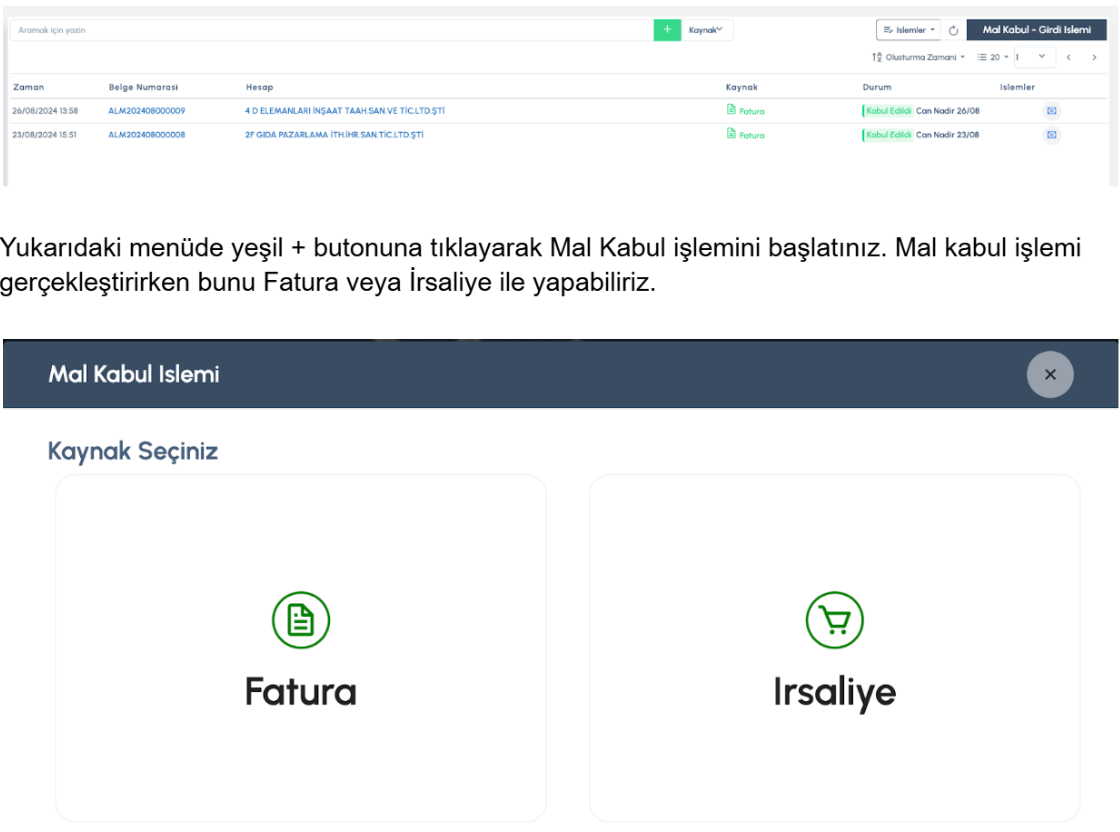 Aramak için yazin
+ Kaynak
Islemler
Mal Kabul - Girdi Islemi
Olusturma Zamani 20 1
Zaman Belge Numarasi Hesap Kaynak Durum Islemler
26/08/2024 13:58 ALM202408000009 4 D ELEMANLARI İNŞAAT TAAH.SAN.VE TİC.LTD.ŞTİ Fatura Kabul Edildi Can Nadir 26/08
23/08/2024 15:51 ALM202408000008 2F GIDA PAZARLAMA İTH.İHR.SAN.TİC.LTD.ŞTİ Fatura Kabul Edildi Can Nadir 23/08
Yukarıdaki menüde yeşil + butonuna tıklayarak Mal Kabul işlemini başlatınız. Mal kabul işlemi
gerçekleştirirken bunu Fatura veya İrsaliye ile yapabiliriz.
Mal Kabul Islemi
Kaynak Seçiniz
Fatura
Irsaliye